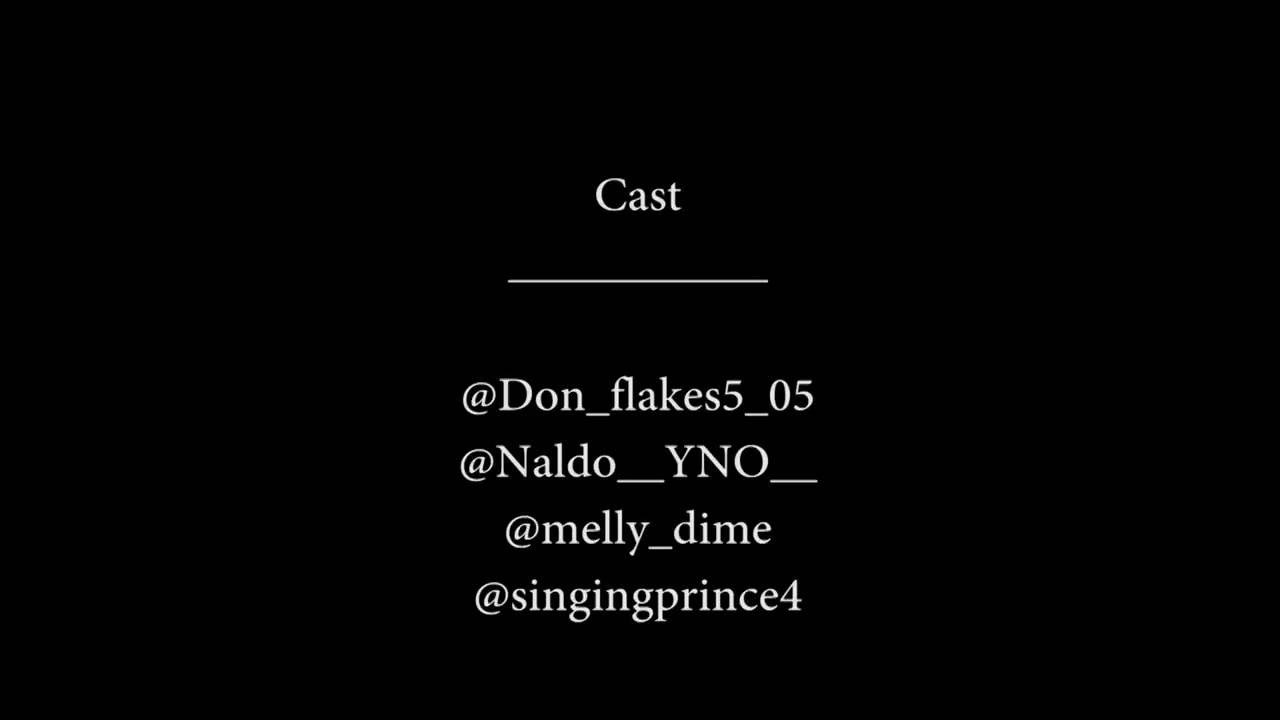 Cast
@Don_flakes5_05
@Naldo__YNO__
@melly_dime
@singingprince4